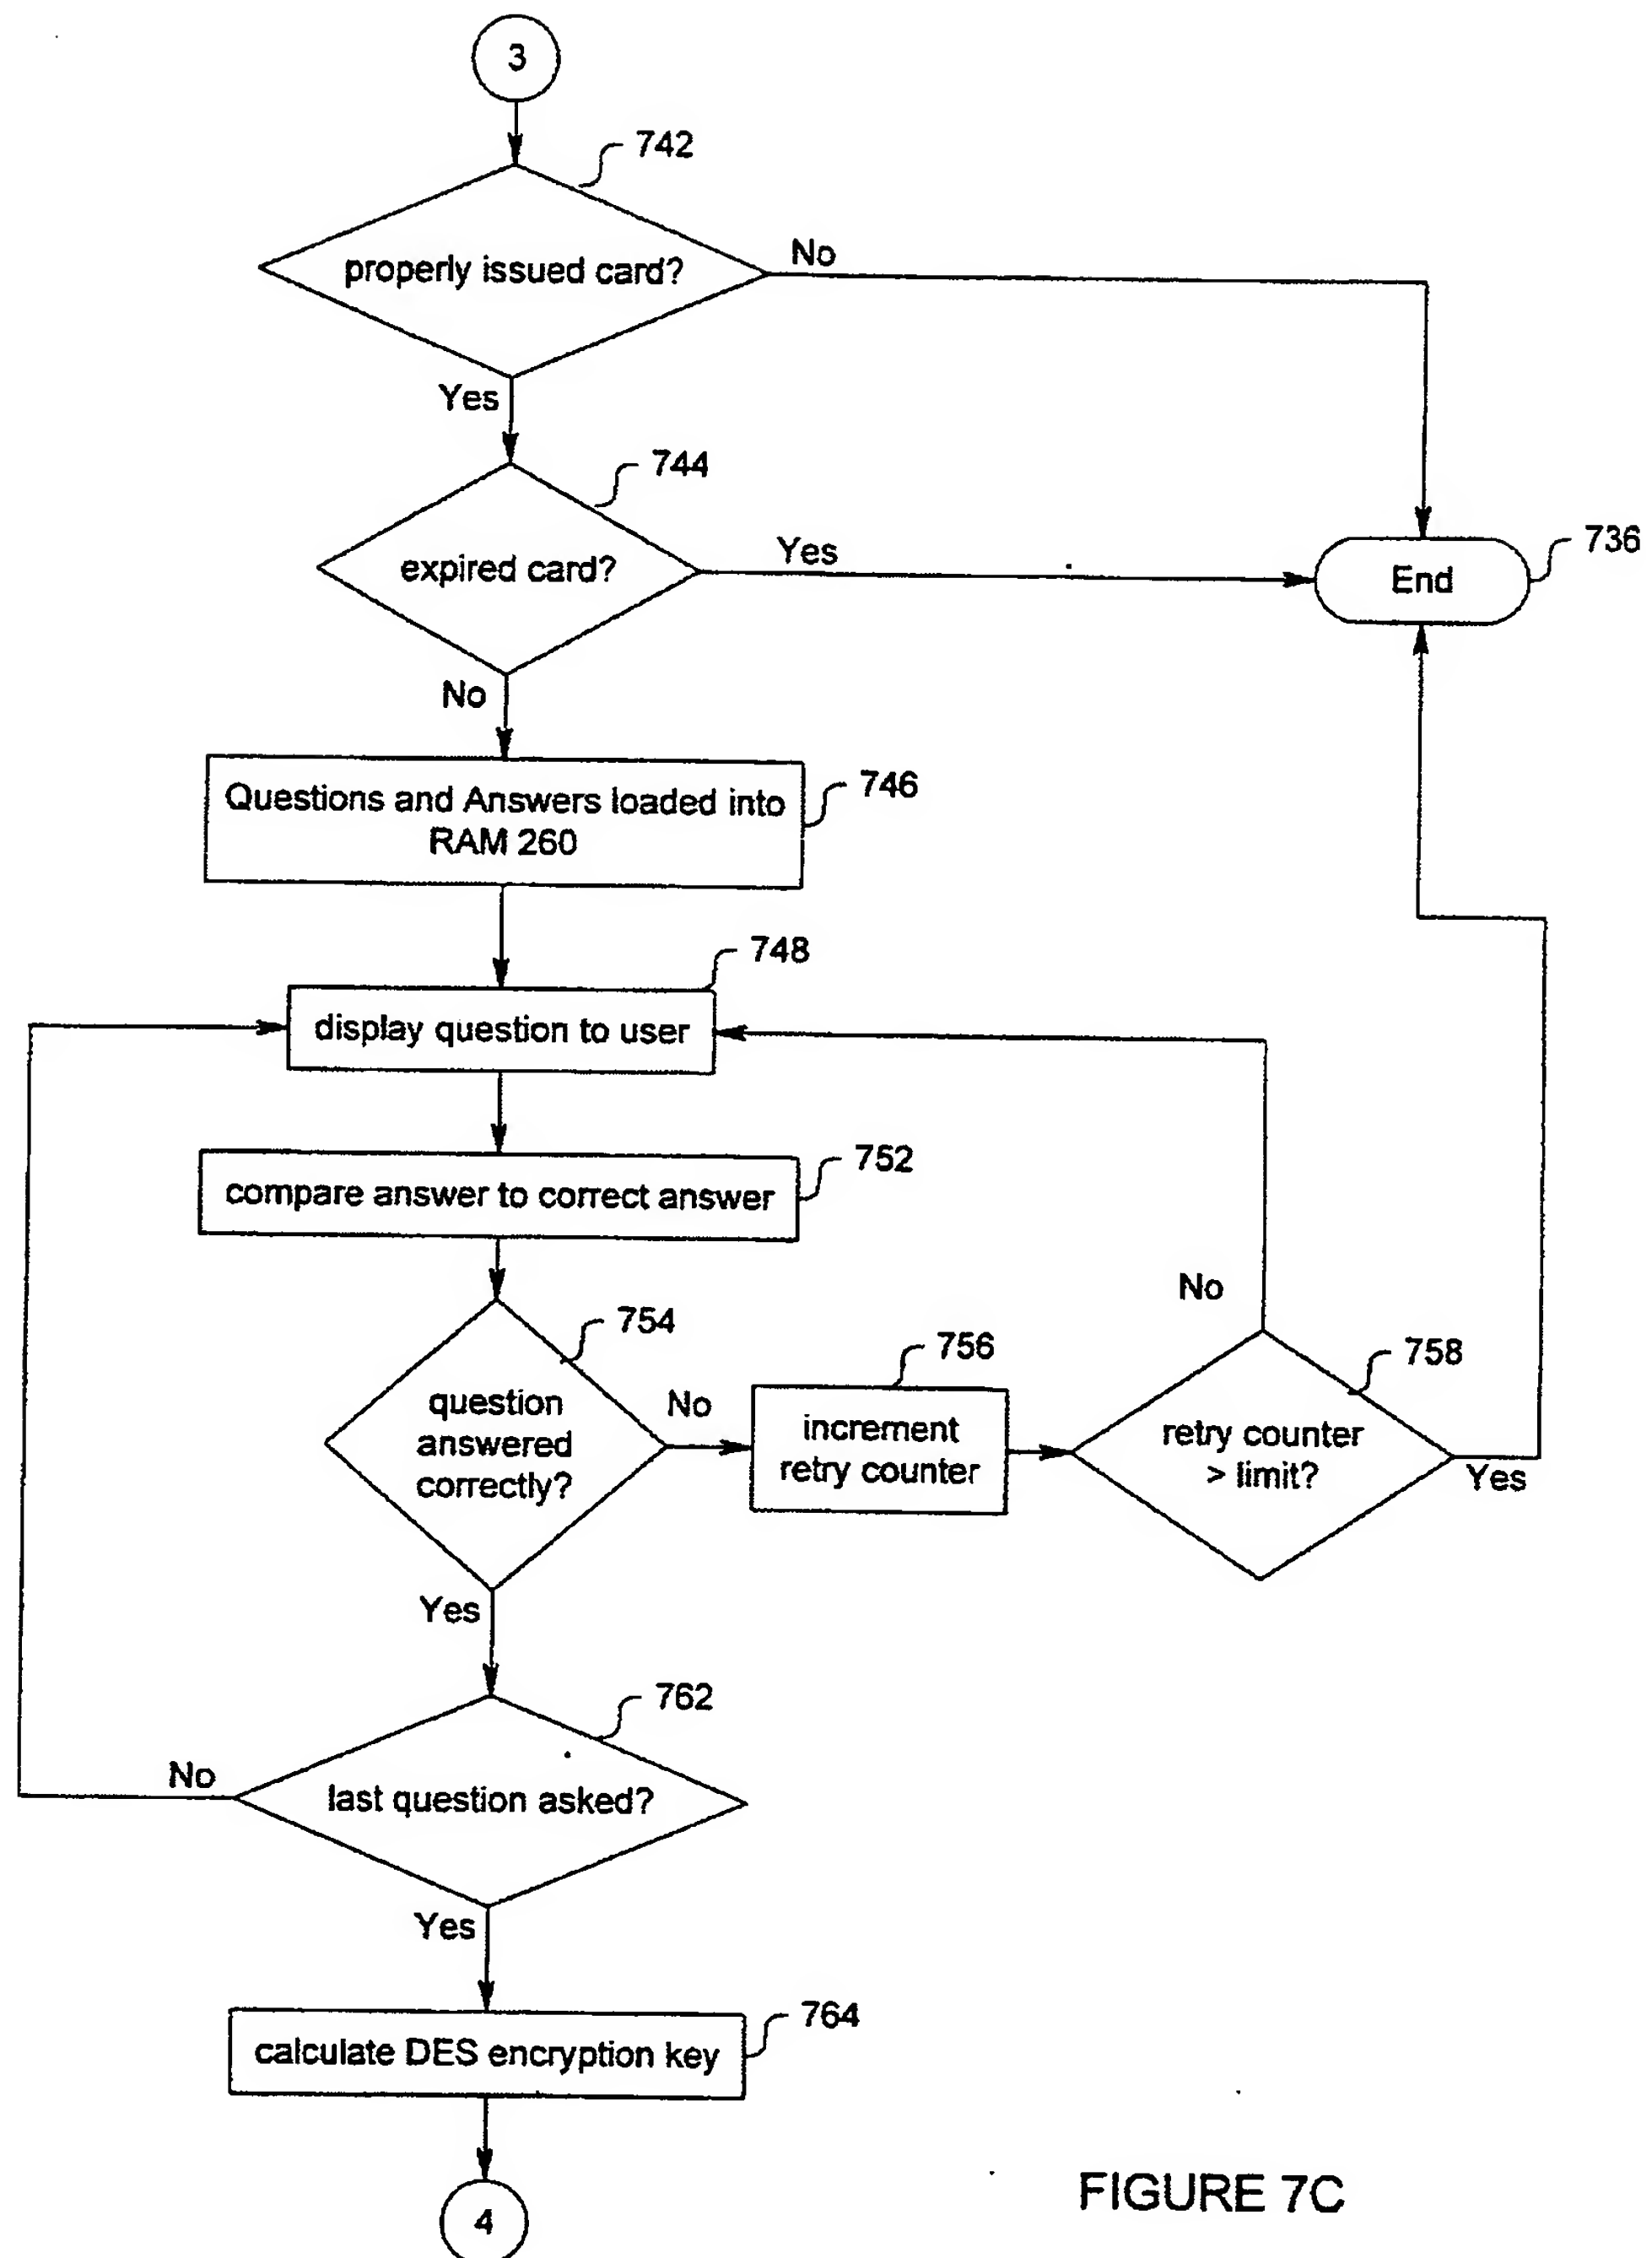 3
742
properly issued card?
No
Yes
744
expired card?
Yes
736
End
No
746
Questions and Answers loaded into
RAM 260
748
display question to user
752
compare answer to correct answer
No
754
756
758
question
answered
correctly?
No
increment
retry counter
retry counter
> limit?
Yes
Yes
762
No
last question asked?
Yes
764
calculate DES encryption key
4
FIGURE 7C